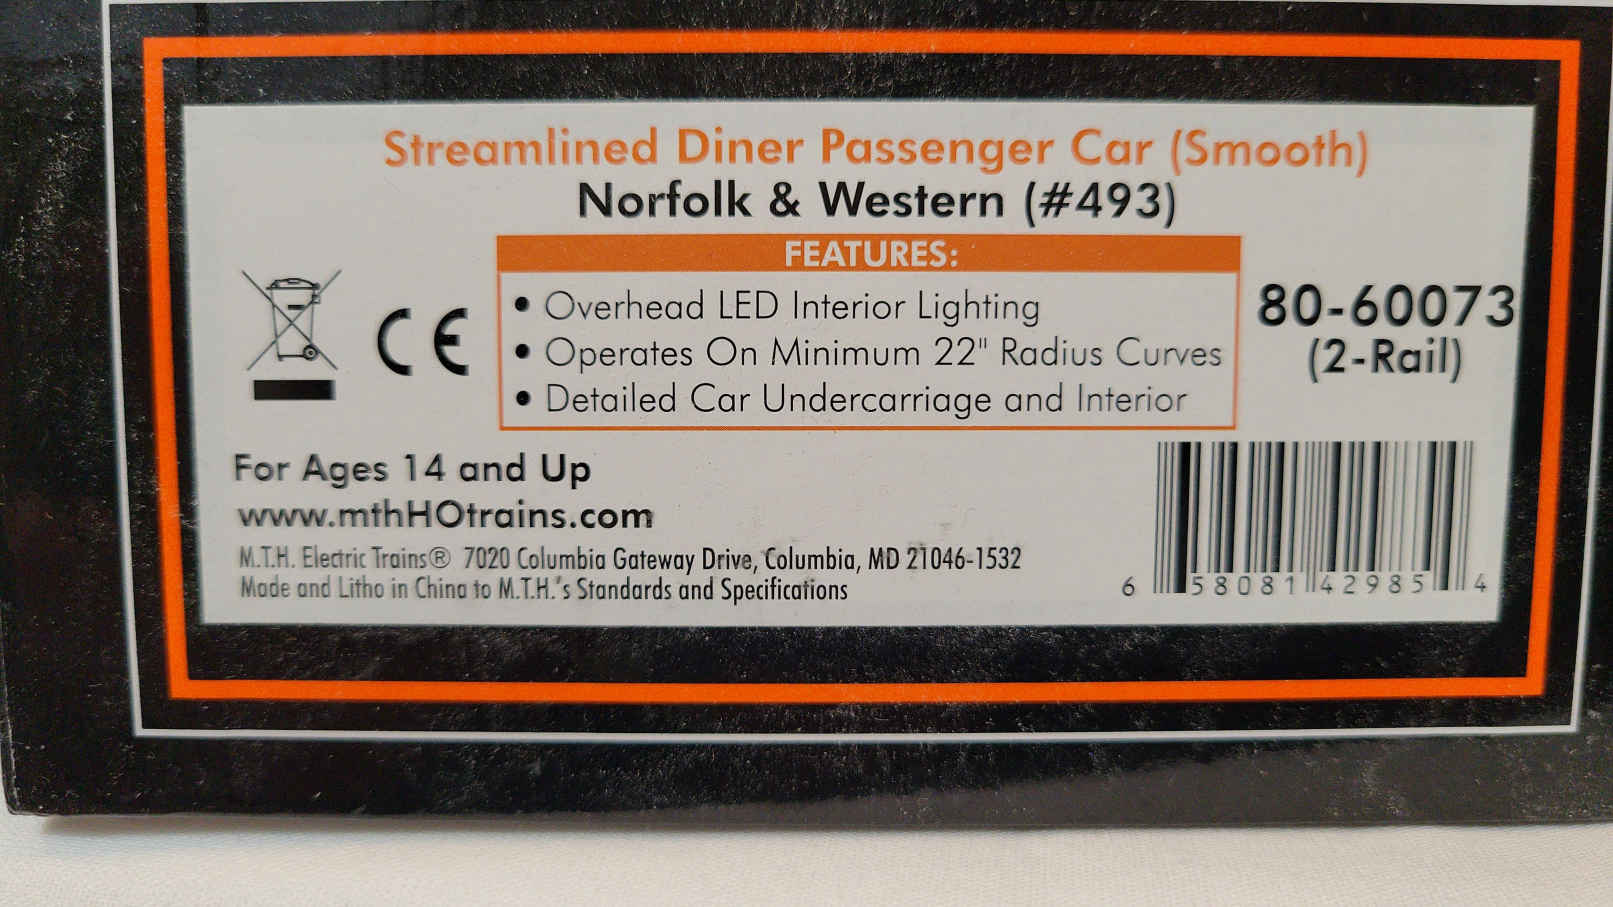 Streamlined Diner Passenger Car (Smooth)
Norfolk & Western (#493)
FEATURES:
• Overhead LED Interior Lighting
• Operates On Minimum 22" Radius Curves
• Detailed Car Undercarriage and Interior
80-60073
(2-Rail)
CE
For Ages 14 and Up
www.mthHOtrains.com
M.T.H. Electric Trains® 7020 Columbia Gateway Drive, Columbia, MD 21046-1532
Made and Litho in China to M.T.H.'s Standards and Specifications
6 58081 42985 4